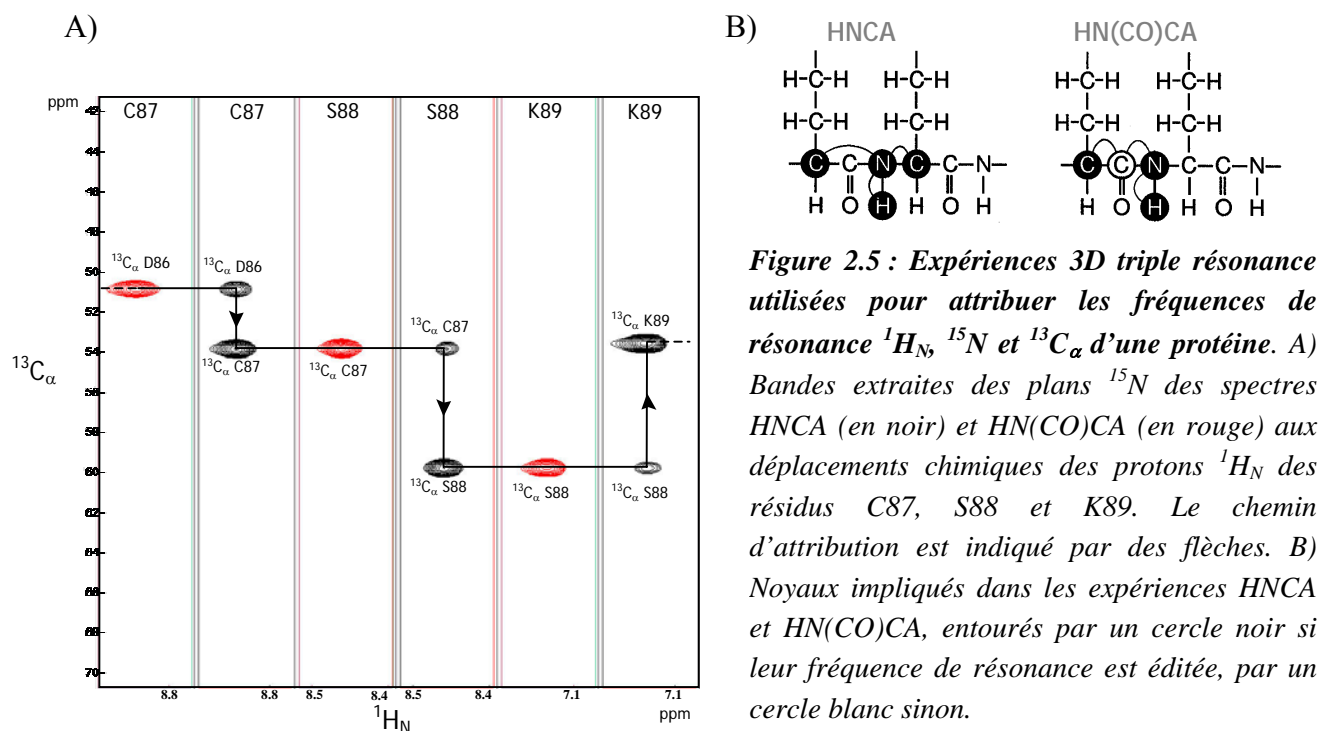 A)
ppm
C87 C87 S88 S88 K89 K89
42
44
46
48
50
52
54
56
58
60
62
64
66
68
70
¹³Cα
¹³Cα D86 ¹³Cα D86
¹³Cα C87 ¹³Cα C87 ¹³Cα C87
¹³Cα K89
¹³Cα S88 ¹³Cα S88 ¹³Cα S88
8.8 8.8 8.5 8.4 8.5 8.4 7.1 7.1
¹H_N ppm
B) HNCA HN(CO)CA
H-C-H H-C-H H-C-H H-C-H
H-C-H H-C-H H-C-H H-C-H
C-C-N-C-C-N- C-C-N-C-C-N-
H O H H O H H O H H O H
Figure 2.5 : Expériences 3D triple résonance
utilisées pour attribuer les fréquences de
résonance ¹H_N, ¹⁵N et ¹³Cα d'une protéine. A)
Bandes extraites des plans ¹⁵N des spectres
HNCA (en noir) et HN(CO)CA (en rouge) aux
déplacements chimiques des protons ¹H_N des
résidus C87, S88 et K89. Le chemin
d'attribution est indiqué par des flèches. B)
Noyaux impliqués dans les expériences HNCA
et HN(CO)CA, entourés par un cercle noir si
leur fréquence de résonance est éditée, par un
cercle blanc sinon.